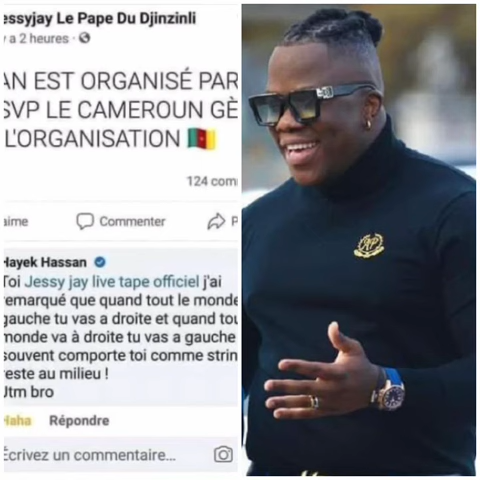 essyjay Le Pape Du Djinzinli
y a 2 heures
AN EST ORGANISÉ PAR
SVP LE CAMEROUN GÈ
L'ORGANISATION
124 com
aime Commenter P
Hayek Hassan
Toi Jessy jay live tape officiel j'ai
remarqué que quand tout le monde
gauche tu vas a droite et quand tou
monde va à droite tu vas a gauche
souvent comporte toi comme strin
reste au milieu !
Jtm bro
Haha Répondre
Écrivez un commentaire...